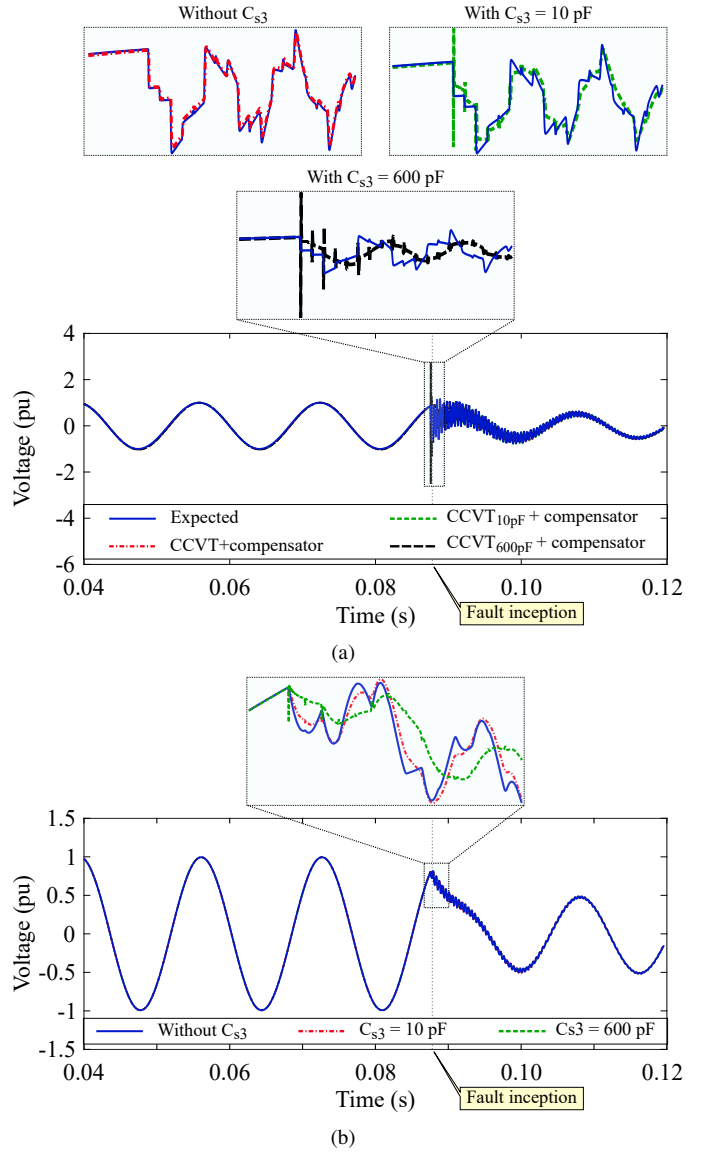 Without Cs3
With Cs3 = 10 pF
With Cs3 = 600 pF
Voltage (pu)
4
2
0
-2
-4
-6
Expected
CCVT10pF + compensator
CCVT+compensator
CCVT600pF + compensator
0.04
0.06
0.08
0.10
0.12
Time (s)
Fault inception
(a)
Voltage (pu)
1.5
1
0.5
0
-0.5
-1
-1.5
Without Cs3
Cs3 = 10 pF
Cs3 = 600 pF
0.04
0.06
0.08
0.10
0.12
Time (s)
Fault inception
(b)